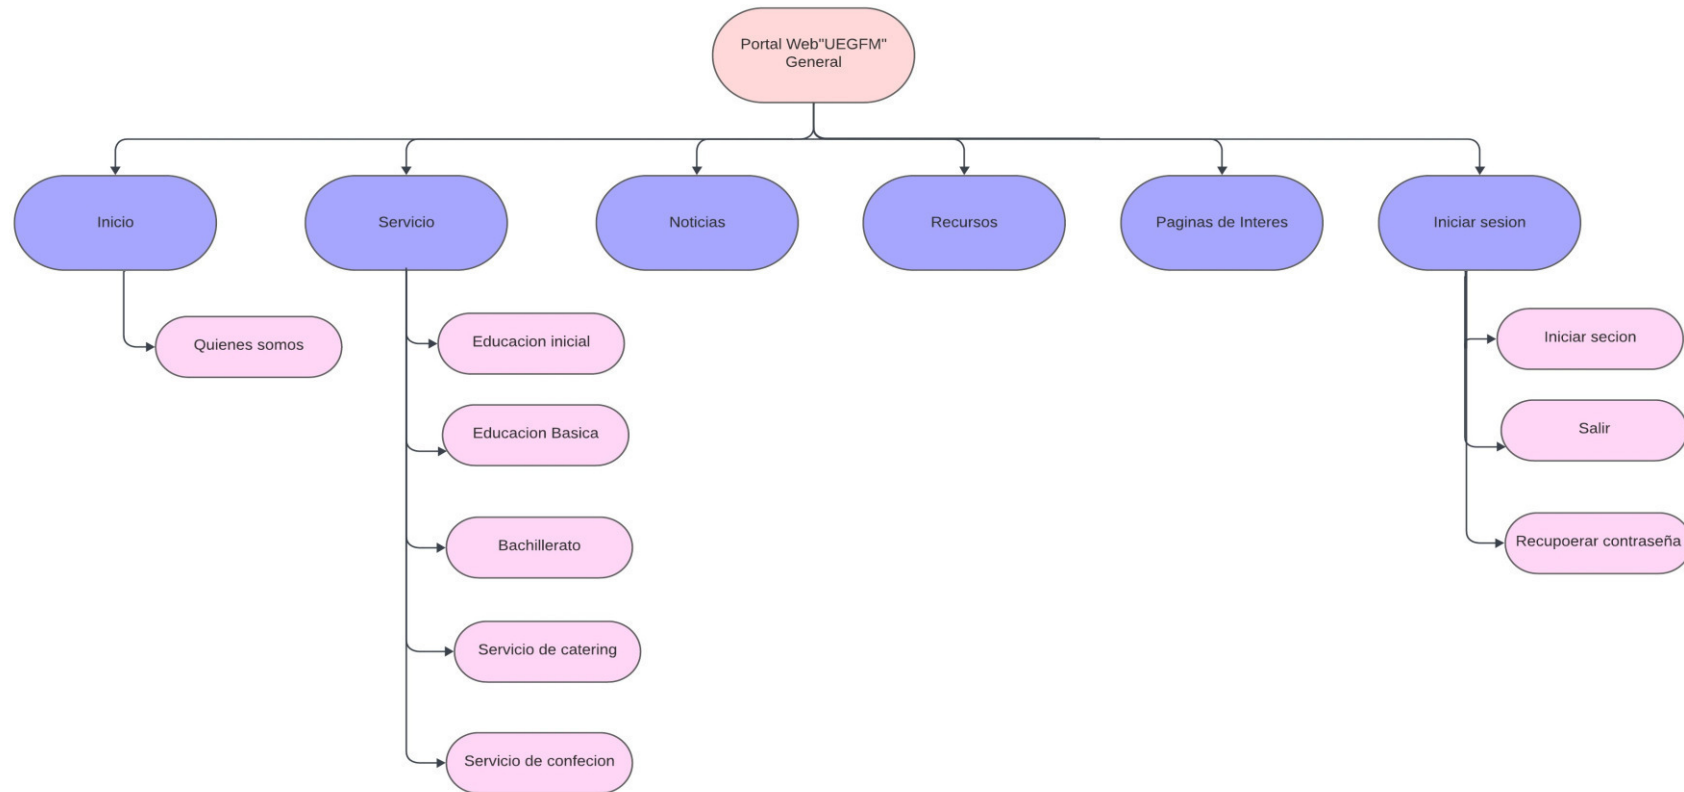 Portal Web"UEGFM"
General
Inicio
Servicio
Noticias
Recursos
Paginas de Interes
Iniciar sesion
Quienes somos
Educacion inicial
Iniciar secion
Educacion Basica
Salir
Bachillerato
Recupoerar contraseña
Servicio de catering
Servicio de confecion